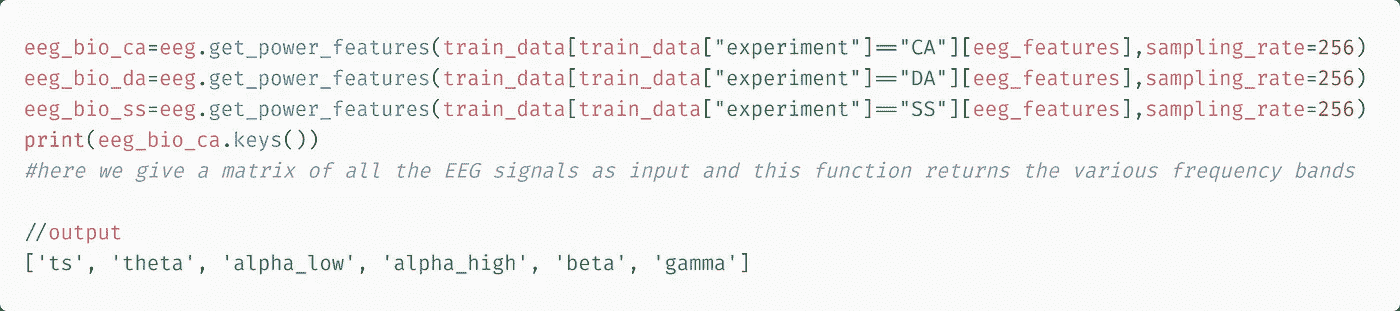 eeg_bio_ca=eeg.get_power_features(train_data[train_data["experiment"]=="CA"][eeg_features],sampling_rate=256)
eeg_bio_da=eeg.get_power_features(train_data[train_data["experiment"]=="DA"][eeg_features],sampling_rate=256)
eeg_bio_ss=eeg.get_power_features(train_data[train_data["experiment"]=="SS"][eeg_features],sampling_rate=256)
print(eeg_bio_ca.keys())
#here we give a matrix of all the EEG signals as input and this function returns the various frequency bands
//output
['ts', 'theta', 'alpha_low', 'alpha_high', 'beta', 'gamma']